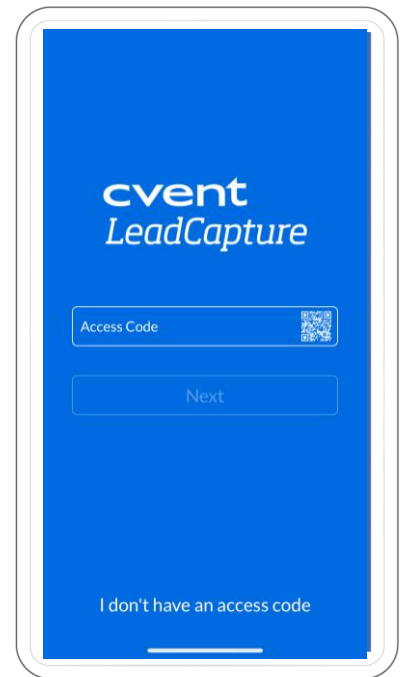 cvent
LeadCapture
Access Code
Next
I don't have an access code